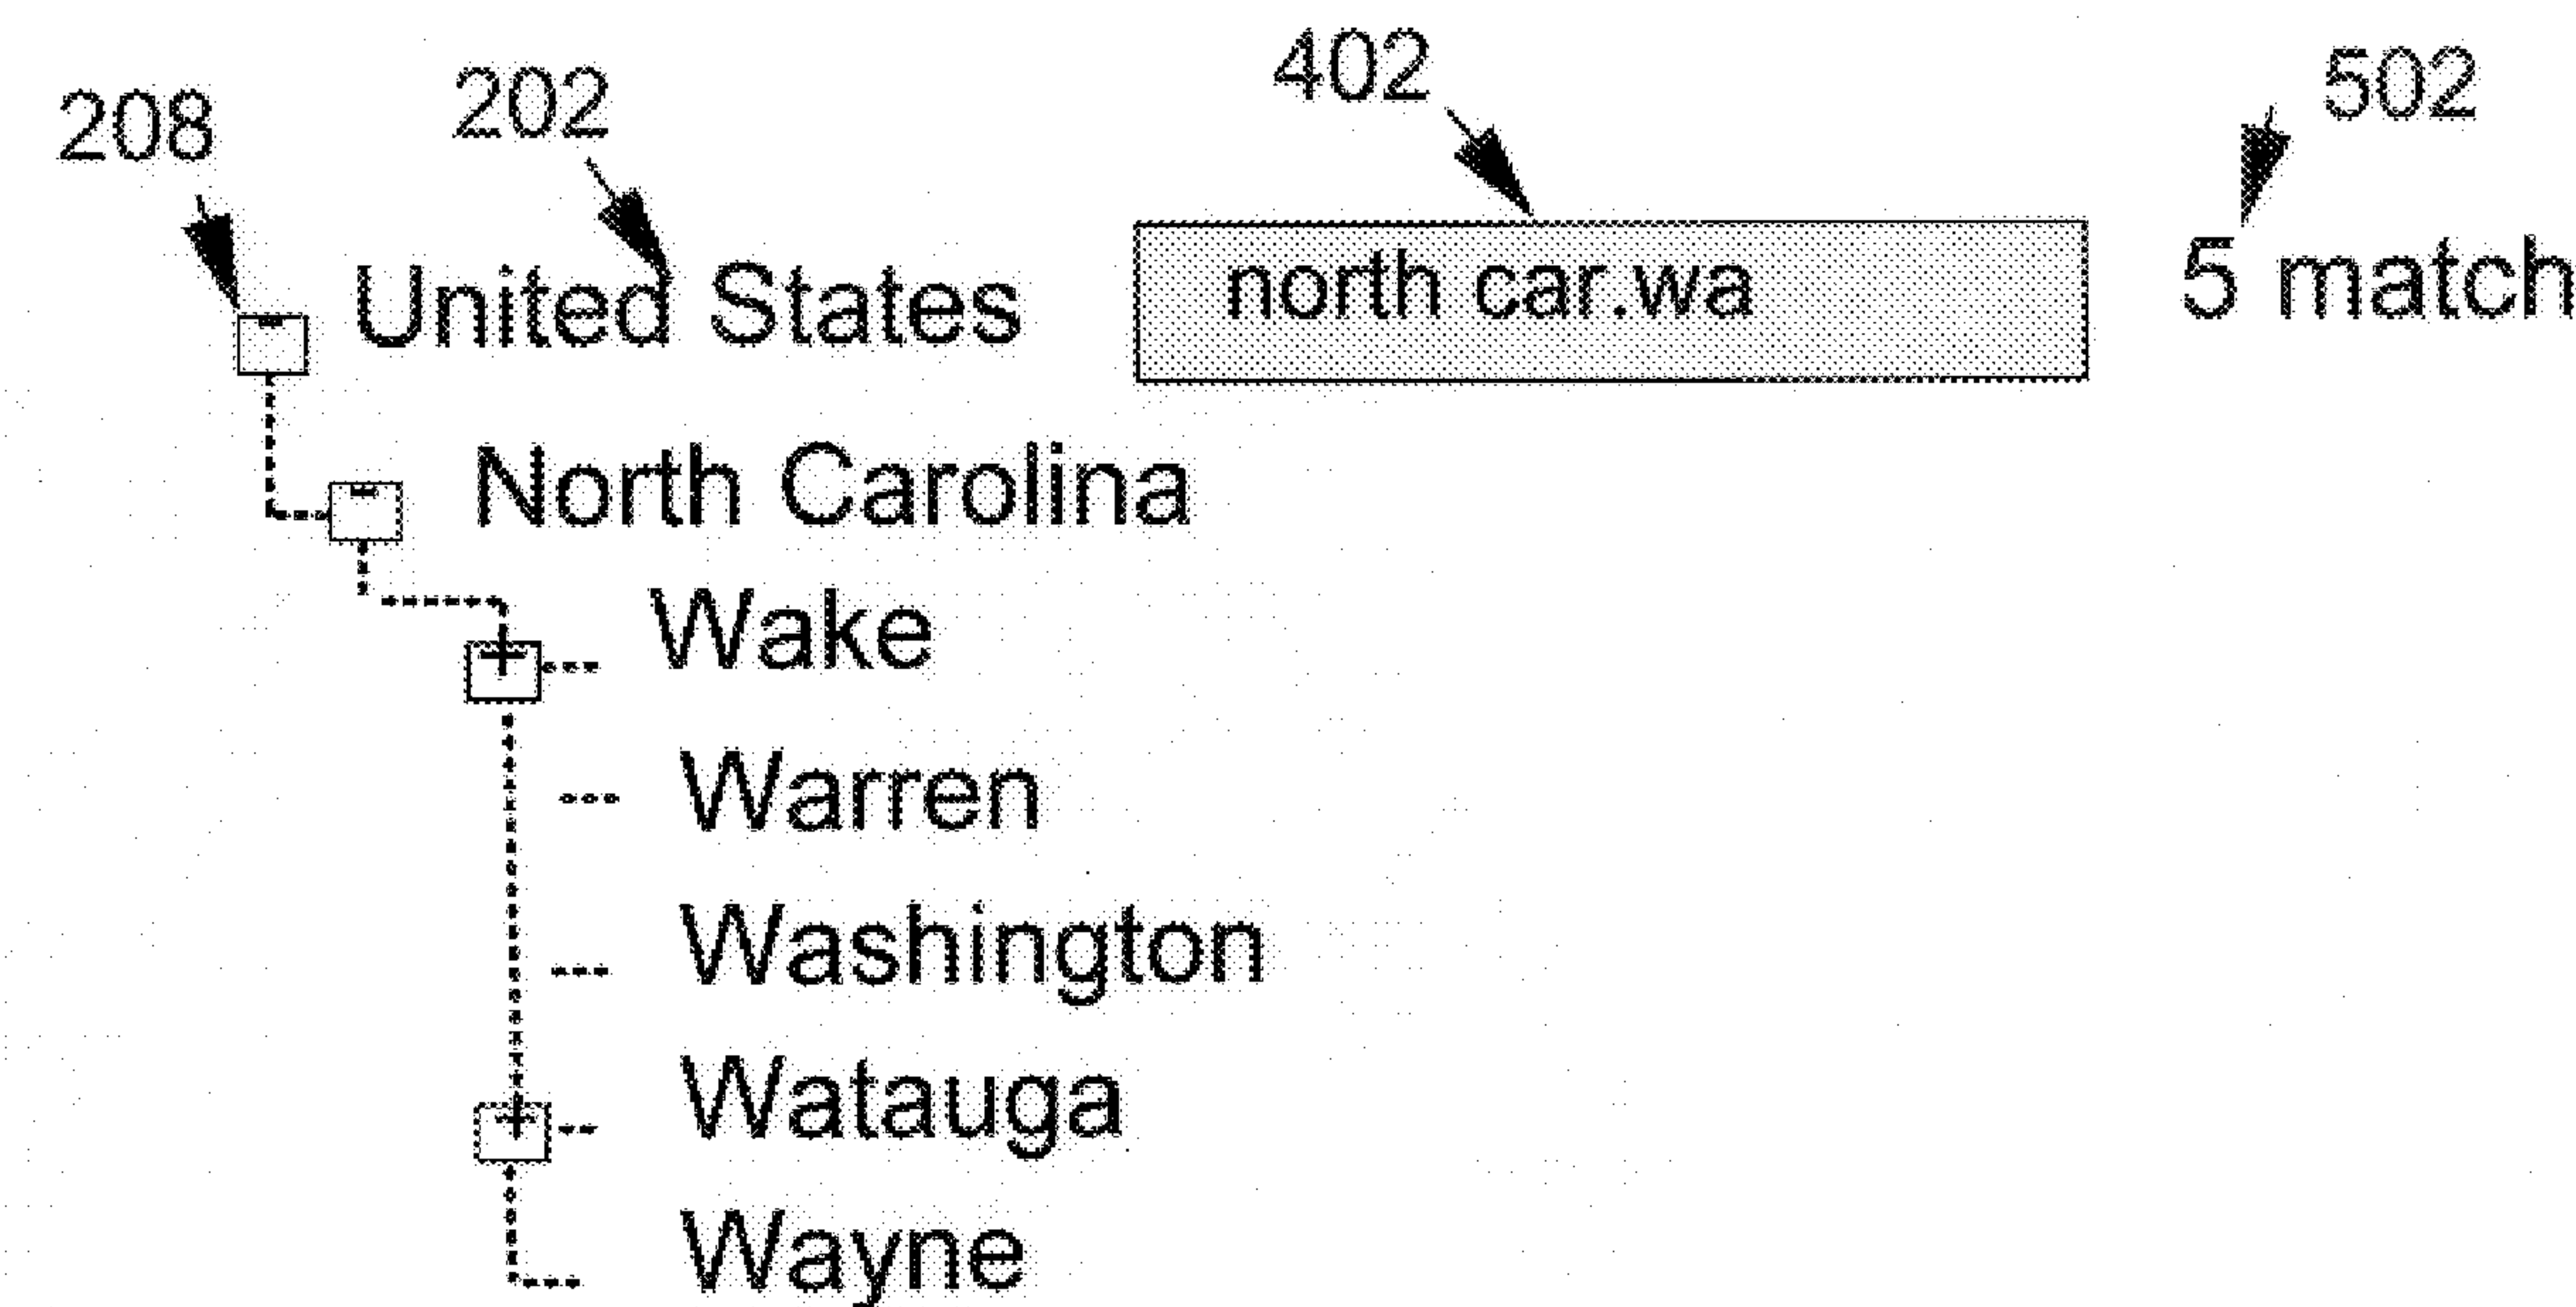 208 202 402 502
United States north car.wa 5 match
North Carolina
Wake
Warren
Washington
Watauga
Wayne